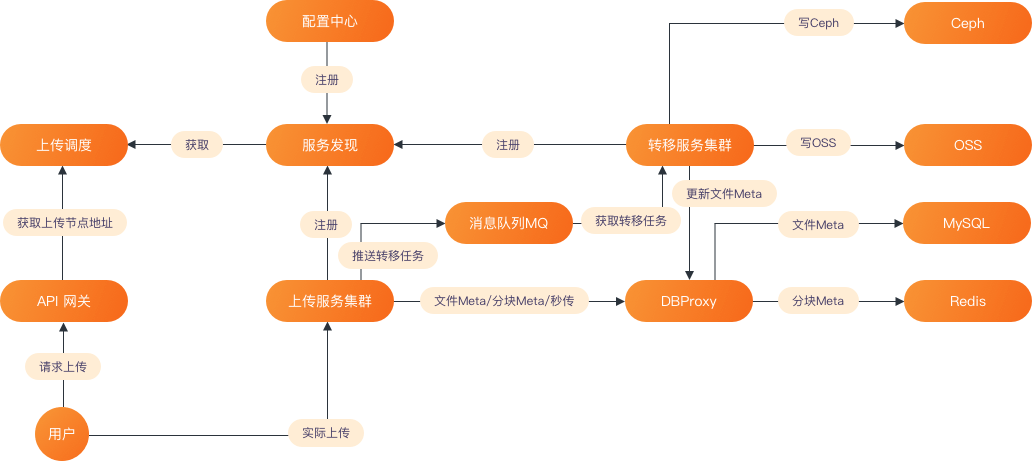 配置中心
写Ceph
Ceph
注册
上传调度
获取
服务发现
注册
转移服务集群
写OSS
OSS
更新文件Meta
获取上传节点地址
注册
消息队列MQ
获取转移任务
文件Meta
MySQL
推送转移任务
API 网关
上传服务集群
文件Meta/分块Meta/秒传
DBProxy
分块Meta
Redis
请求上传
用户
实际上传